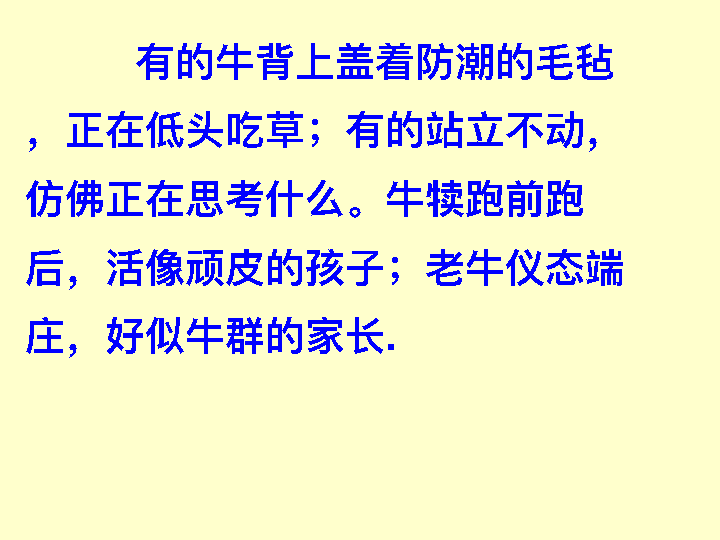 有的牛背上盖着防潮的毛毡
，正在低头吃草；有的站立不动，
仿佛正在思考什么。牛犊跑前跑
后，活像顽皮的孩子；老牛仪态端
庄，好似牛群的家长.